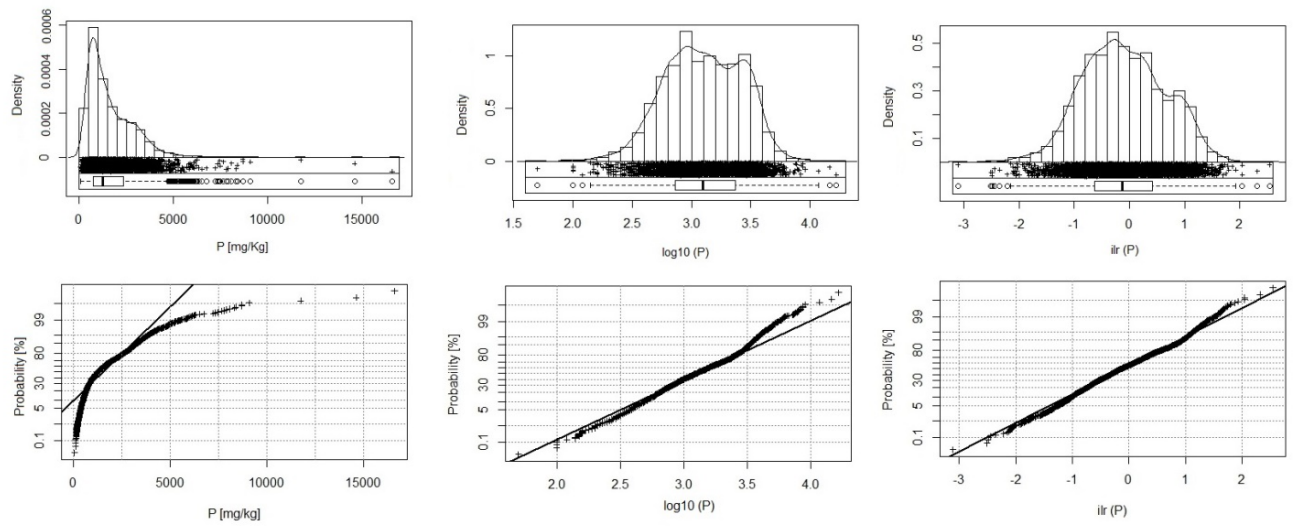 Density
0 0.0002 0.0004 0.0006
0 5000 10000 15000
P [mg/Kg]
Density
0 0.5 1
1.5 2.0 2.5 3.0 3.5 4.0
log10 (P)
Density
0.1 0.3 0.5
-3 -2 -1 0 1 2
ilr (P)
Probability [%]
0.1 5 30 80 99
0 5000 10000 15000
P [mg/kg]
Probability [%]
0.1 5 30 80 99
2.0 2.5 3.0 3.5 4.0
log10 (P)
Probability [%]
0.1 5 30 80 99
-3 -2 -1 0 1 2
ilr (P)